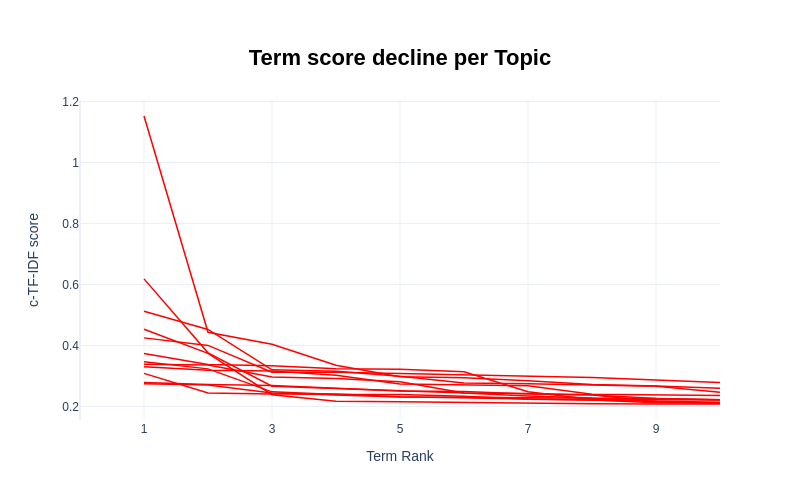 Term score decline per Topic
1.2
1
0.8
0.6
0.4
0.2
c-TF-IDF score
1 3 5 7 9
Term Rank